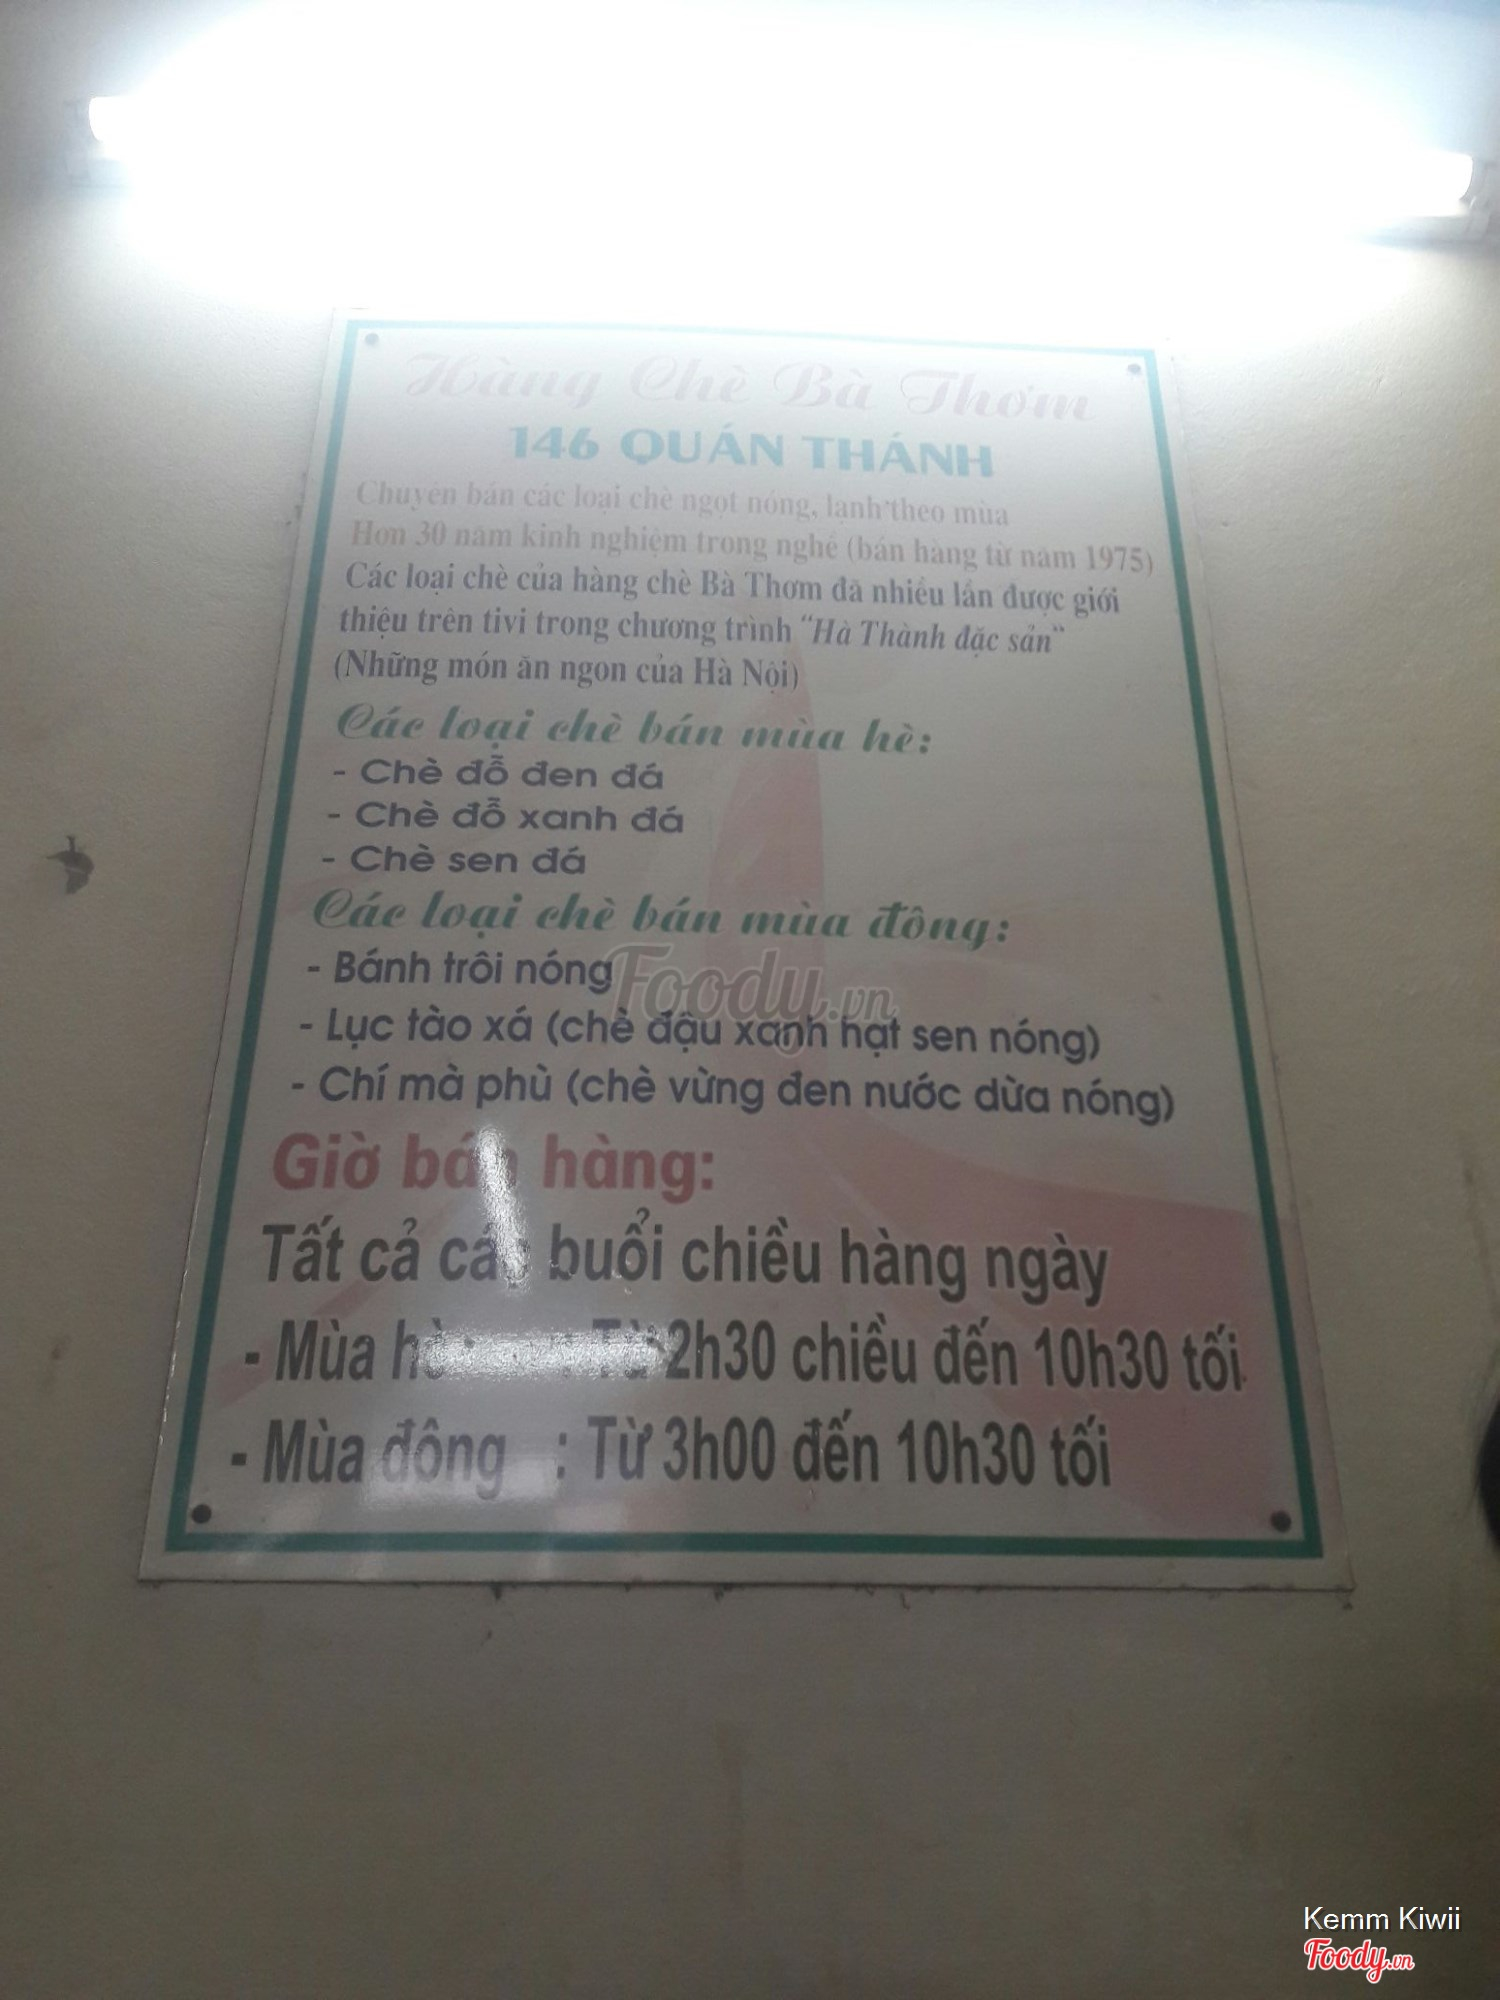 Hàng Chè Bà Thơm
146 QUÁN THÁNH
Chuyên bán các loại chè ngọt nóng, lạnh theo mùa
Hơn 30 năm kinh nghiệm trong nghề (bán hàng từ năm 1975)
Các loại chè của hàng chè Bà Thơm đã nhiều lần được giới
thiệu trên tivi trong chương trình "Hà Thành đặc sản"
(Những món ăn ngon của Hà Nội)
Các loại chè bán mùa hè:
- Chè đỗ đen đá
- Chè đỗ xanh đá
- Chè sen đá
Các loại chè bán mùa đông:
- Bánh trôi nóng
Foody.vn
- Lục tào xá (chè đậu xanh hạt sen nóng)
- Chí mà phù (chè vừng đen nước dừa nóng)
Giờ bán hàng:
Tất cả các buổi chiều hàng ngày
- Mùa hè : Từ 2h30 chiều đến 10h30 tối
- Mùa đông : Từ 3h00 đến 10h30 tối
Kemm Kiwii
Foody.vn